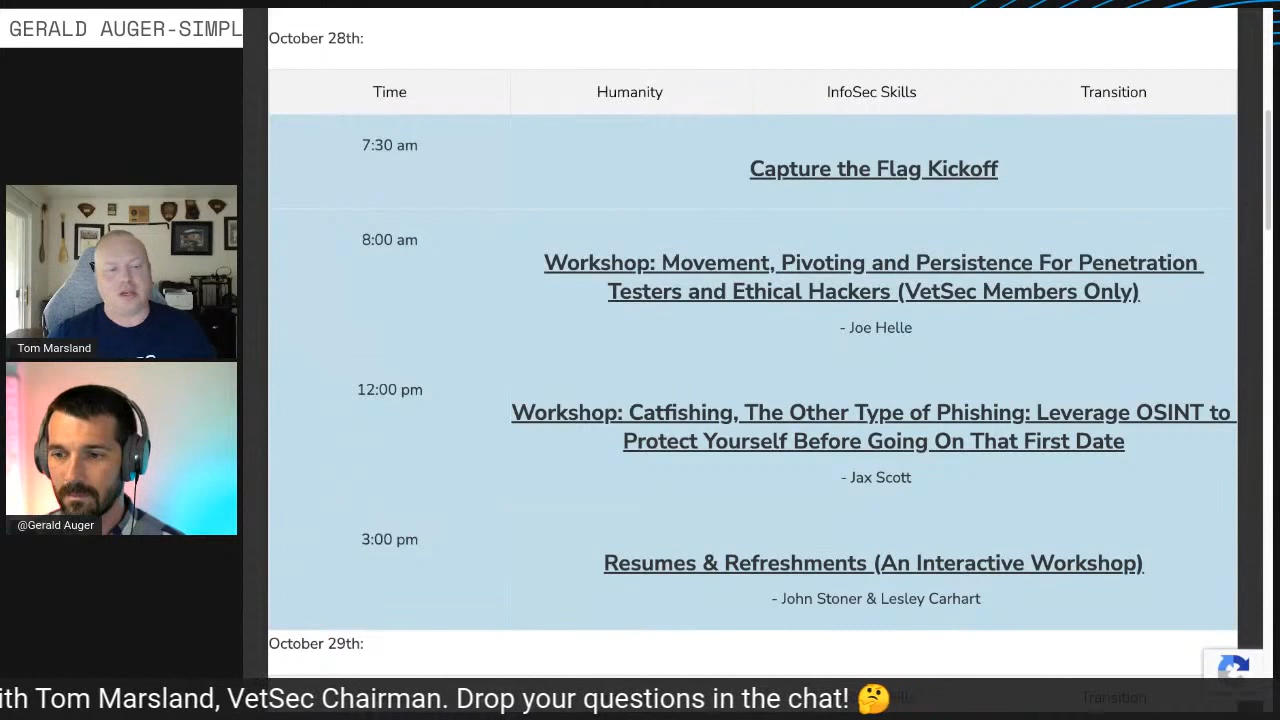 GERALD AUGER-SIMPL
October 28th:
Time Humanity InfoSec Skills Transition
7:30 am
Capture the Flag Kickoff
8:00 am
Workshop: Movement, Pivoting and Persistence For Penetration
Testers and Ethical Hackers (VetSec Members Only)
- Joe Helle
Tom Marsland
12:00 pm
Workshop: Catfishing, The Other Type of Phishing: Leverage OSINT to
Protect Yourself Before Going On That First Date
- Jax Scott
@Gerald Auger
3:00 pm
Resumes & Refreshments (An Interactive Workshop)
- John Stoner & Lesley Carhart
October 29th:
ith Tom Marsland, VetSec Chairman. Drop your questions in the chat! 🤔
Transition